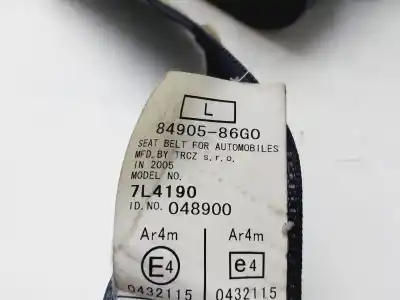 L
84905-86G0
SEAT BELT FOR AUTOMOBILES
MFD. BY TRCZ s.r.o.
IN 2005
MODEL NO.
7L4190
ID. NO. 048900
Ar4m Ar4m
E4 e4
0432115 0432115